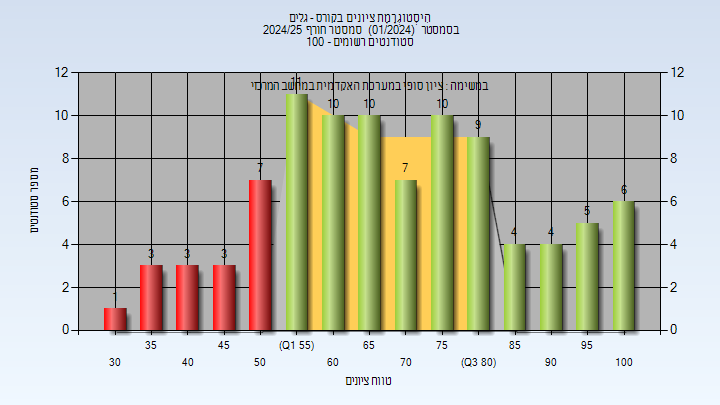 היסטוגרמת ציונים בקורס - גלים
בסמסטר (01/2024) סמסטר חורף 2024/25
סטודנטים רשומים - 100
במשימה : ציון סופי במערכת האקדמית במחשב המרכזי
מספר סטודנטים
12 12
10 10
8 8
6 6
4 4
2 2
0 0
1 3 3 3 7 11 10 10 7 10 9 4 4 5 6
35 45 (Q1 55) 65 75 85 95
30 40 50 60 70 (Q3 80) 90 100
טווח ציונים